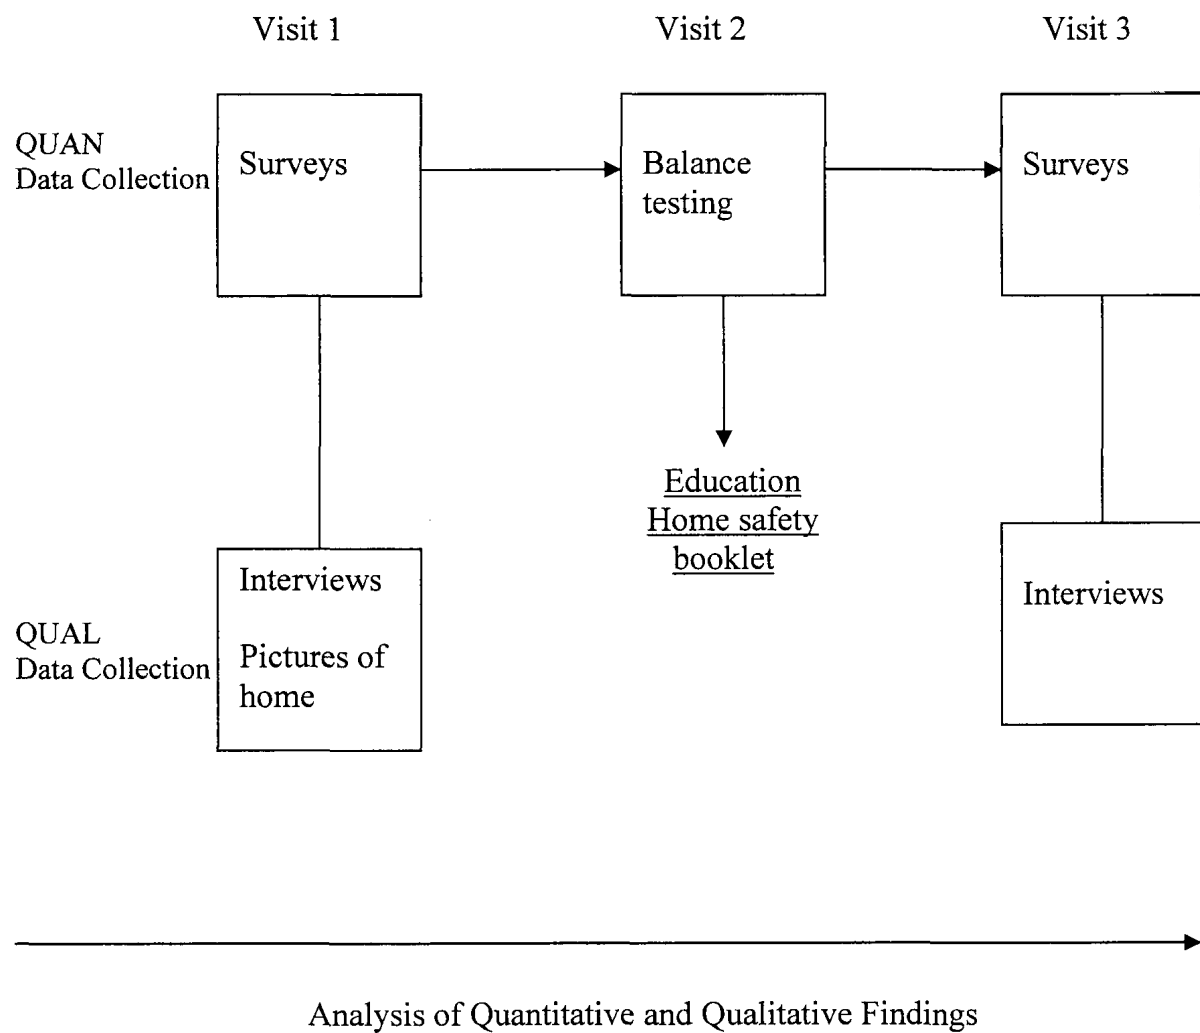 Visit 1
Visit 2
Visit 3
QUAN
Data Collection
Surveys
Balance
testing
Surveys
Education
Home safety
booklet
QUAL
Data Collection
Interviews
Pictures of
home
Interviews
Analysis of Quantitative and Qualitative Findings